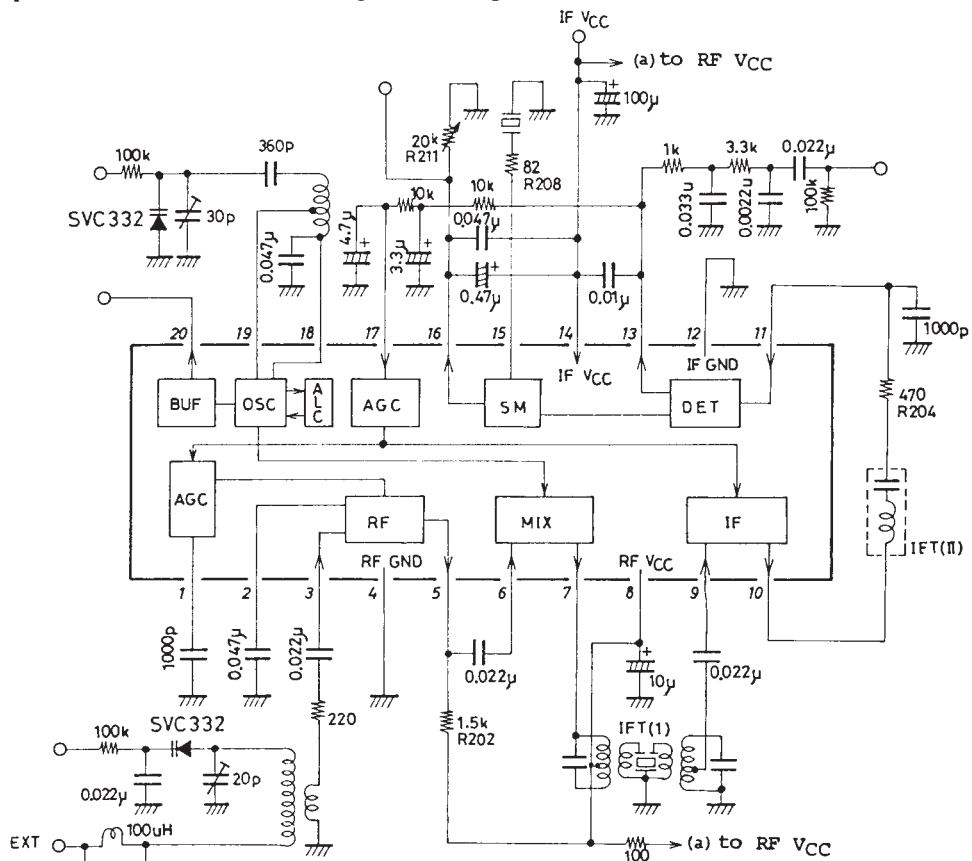 IF VCC
(a) to RF VCC
100μ
20k
R211
82
R208
360p
100k
SVC332
30p
0.047μ
4.7μ
10k
10k
3.3μ
0.047μ
0.47μ
0.01μ
1k
3.3k
0.022μ
0.033u
0.0022u
100k
1000p
20 19 18 17 16 15 14 13 12 11
IF VCC
IF GND
BUF
OSC
ALC
AGC
SM
DET
470
R204
AGC
RF
MIX
IF
IFT(II)
RF GND
RF VCC
1 2 3 4 5 6 7 8 9 10
1000p
0.047μ
0.022μ
0.022μ
10μ
0.022μ
220
1.5k
R202
IFT(1)
SVC332
100k
0.022μ
20p
100uH
EXT
100
(a) to RF VCC